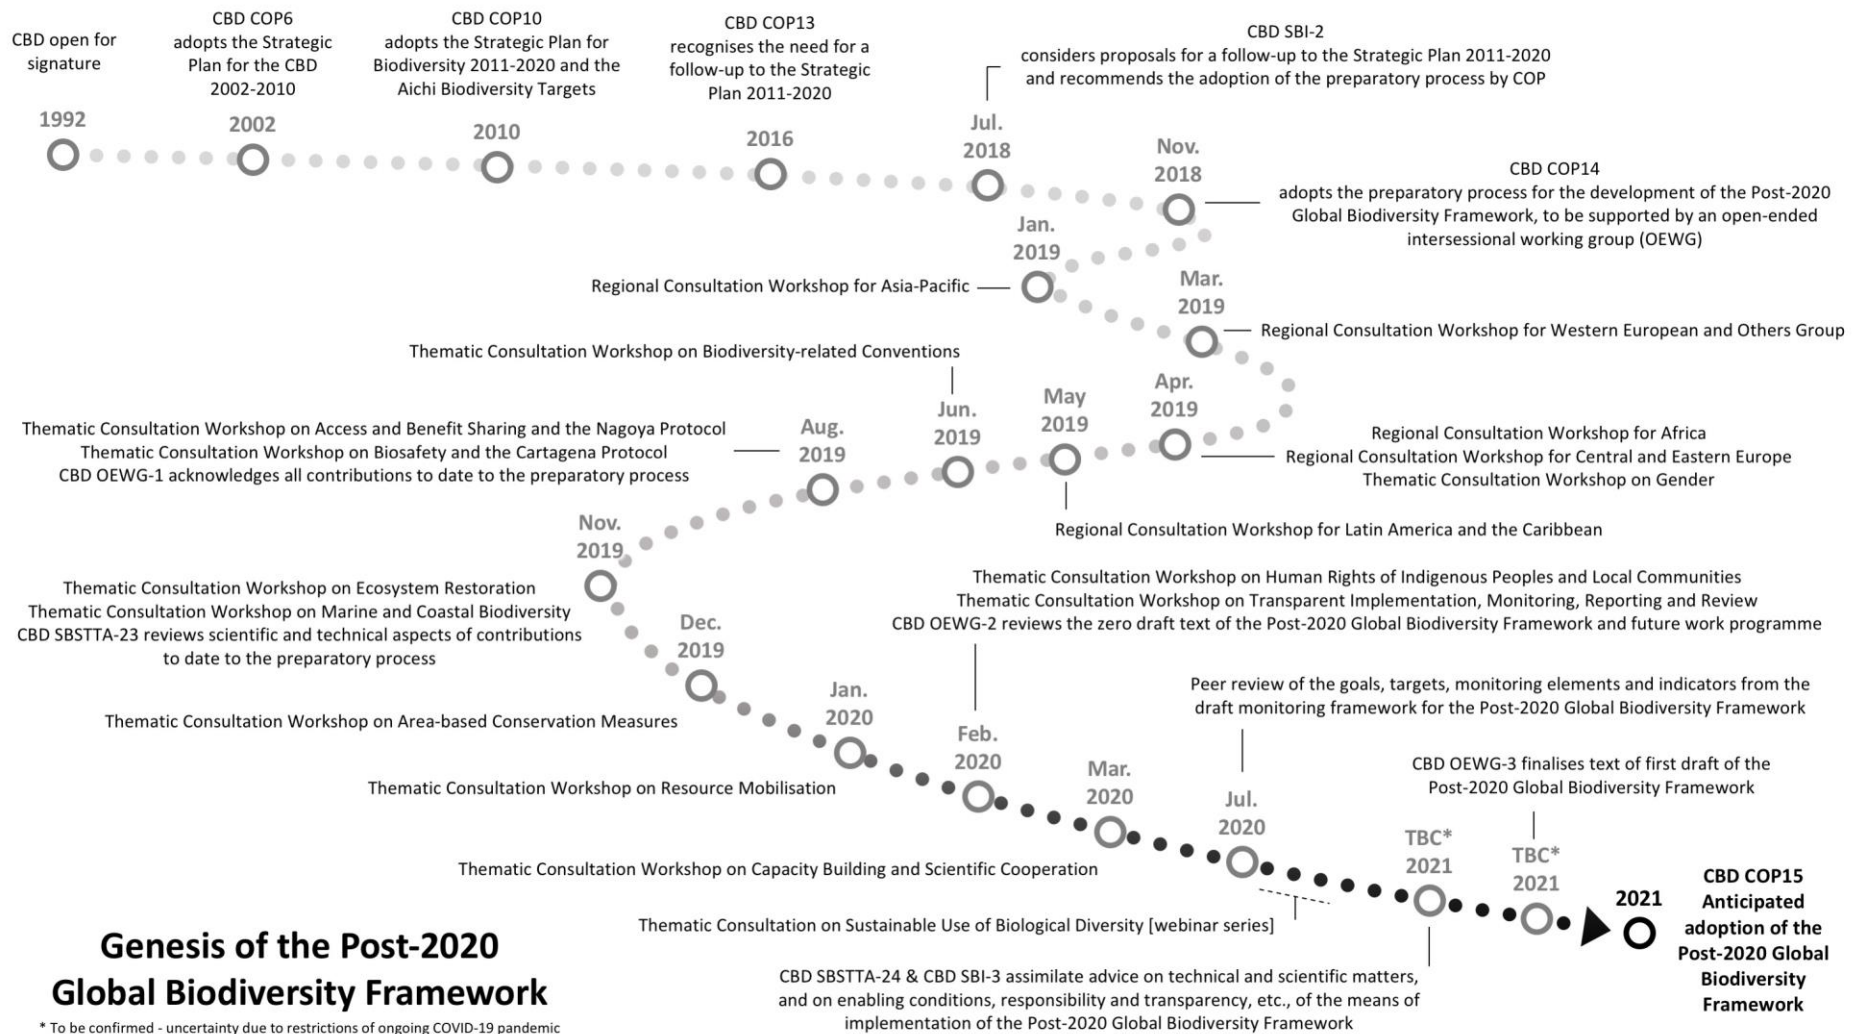 CBD open for
signature
1992
CBD COP6
adopts the Strategic
Plan for the CBD
2002-2010
2002
CBD COP10
adopts the Strategic Plan for
Biodiversity 2011-2020 and the
Aichi Biodiversity Targets
2010
CBD COP13
recognises the need for a
follow-up to the Strategic
Plan 2011-2020
2016
CBD SBI-2
considers proposals for a follow-up to the Strategic Plan 2011-2020
and recommends the adoption of the preparatory process by COP
Jul.
2018
Nov.
2018
CBD COP14
adopts the preparatory process for the development of the Post-2020
Global Biodiversity Framework, to be supported by an open-ended
intersessional working group (OEWG)
Jan.
2019
Regional Consultation Workshop for Asia-Pacific
Mar.
2019
Regional Consultation Workshop for Western European and Others Group
Apr.
2019
Regional Consultation Workshop for Africa
Regional Consultation Workshop for Central and Eastern Europe
Thematic Consultation Workshop on Gender
May
2019
Regional Consultation Workshop for Latin America and the Caribbean
Thematic Consultation Workshop on Biodiversity-related Conventions
Jun.
2019
Thematic Consultation Workshop on Access and Benefit Sharing and the Nagoya Protocol
Thematic Consultation Workshop on Biosafety and the Cartagena Protocol
CBD OEWG-1 acknowledges all contributions to date to the preparatory process
Aug.
2019
Nov.
2019
Thematic Consultation Workshop on Ecosystem Restoration
Thematic Consultation Workshop on Marine and Coastal Biodiversity
CBD SBSTTA-23 reviews scientific and technical aspects of contributions
to date to the preparatory process
Dec.
2019
Thematic Consultation Workshop on Area-based Conservation Measures
Jan.
2020
Thematic Consultation Workshop on Resource Mobilisation
Thematic Consultation Workshop on Human Rights of Indigenous Peoples and Local Communities
Thematic Consultation Workshop on Transparent Implementation, Monitoring, Reporting and Review
CBD OEWG-2 reviews the zero draft text of the Post-2020 Global Biodiversity Framework and future work programme
Feb.
2020
Mar.
2020
Thematic Consultation Workshop on Capacity Building and Scientific Cooperation
Peer review of the goals, targets, monitoring elements and indicators from the
draft monitoring framework for the Post-2020 Global Biodiversity Framework
Jul.
2020
Thematic Consultation on Sustainable Use of Biological Diversity [webinar series]
TBC*
2021
CBD SBSTTA-24 & CBD SBI-3 assimilate advice on technical and scientific matters,
and on enabling conditions, responsibility and transparency, etc., of the means of
implementation of the Post-2020 Global Biodiversity Framework
CBD OEWG-3 finalises text of first draft of the
Post-2020 Global Biodiversity Framework
TBC*
2021
2021
CBD COP15
Anticipated
adoption of the
Post-2020 Global
Biodiversity
Framework
Genesis of the Post-2020
Global Biodiversity Framework
* To be confirmed - uncertainty due to restrictions of ongoing COVID-19 pandemic